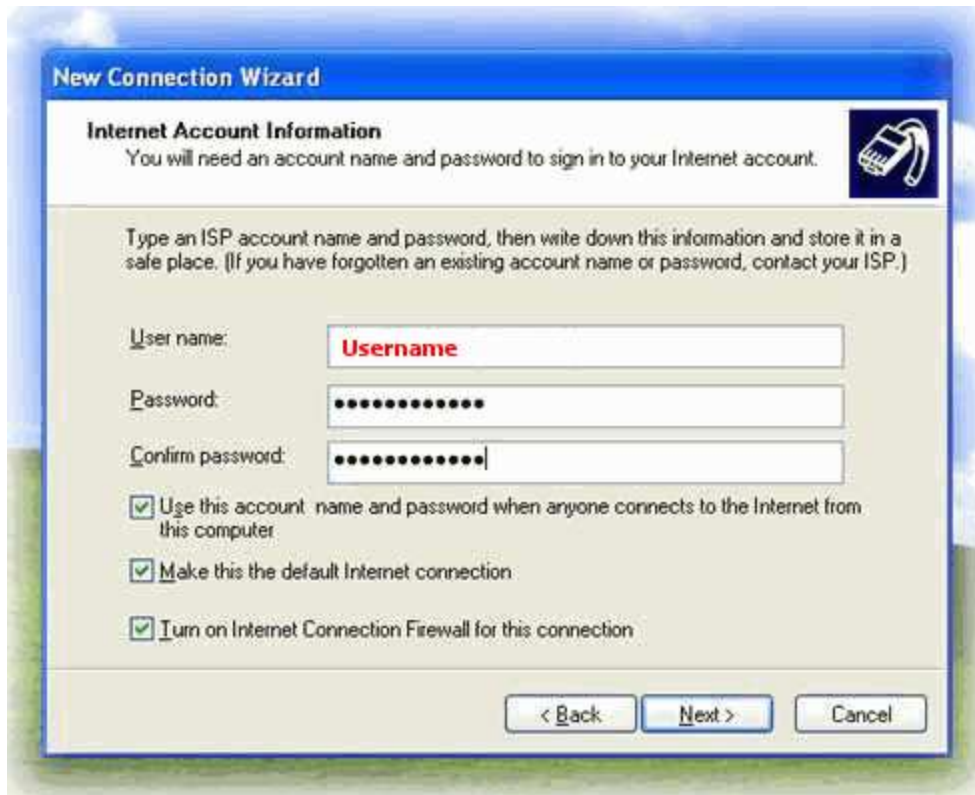 New Connection Wizard
Internet Account Information
You will need an account name and password to sign in to your Internet account.
Type an ISP account name and password, then write down this information and store it in a
safe place. (If you have forgotten an existing account name or password, contact your ISP.)
User name:
Username
Password:
••••••••••••
Confirm password:
••••••••••••
Use this account name and password when anyone connects to the Internet from
this computer
Make this the default Internet connection
Turn on Internet Connection Firewall for this connection
< Back
Next >
Cancel